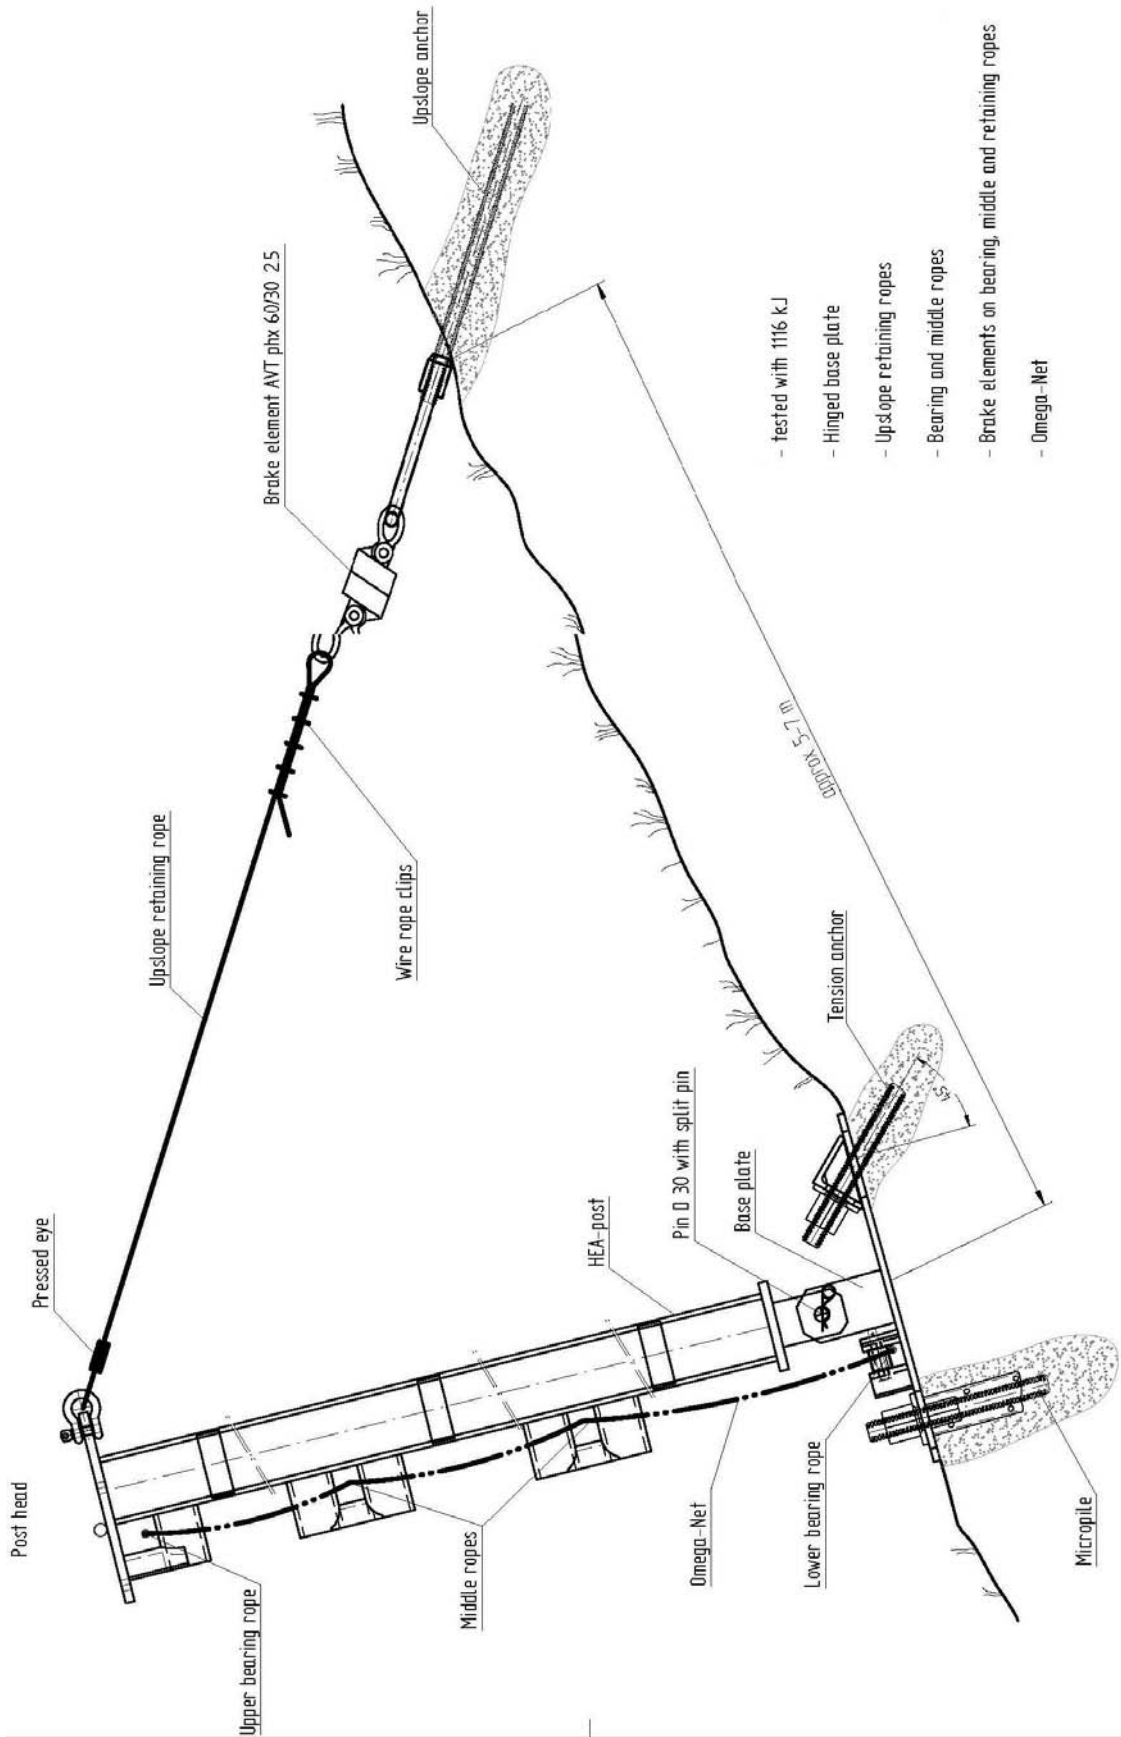 Post head
Pressed eye
Upslope retaining rope
Brake element AVT phx 60/30 2.5
Upslope anchor
Upper bearing rope
Wire rope clips
Middle ropes
HEA-post
Omega-Net
Pin D 30 with split pin
Base plate
Lower bearing rope
Tension anchor
45°
Micropile
approx 5-7 m
- tested with 1116 kJ
- Hinged base plate
- Upslope retaining ropes
- Bearing and middle ropes
- Brake elements on bearing, middle and retaining ropes
- Omega-Net